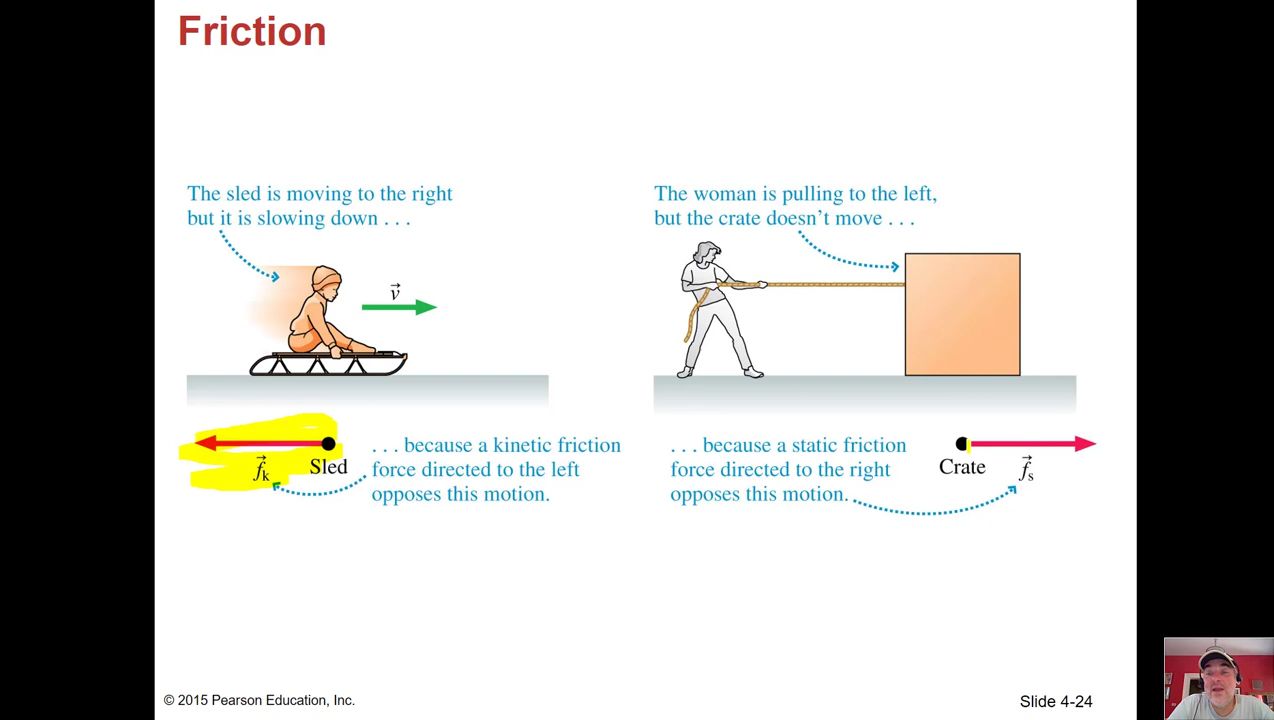 Friction
The sled is moving to the right
but it is slowing down . . .
v
. . . because a kinetic friction
force directed to the left
opposes this motion.
fk
Sled
The woman is pulling to the left,
but the crate doesn’t move . . .
. . . because a static friction
force directed to the right
opposes this motion.
Crate
fs
© 2015 Pearson Education, Inc.
Slide 4-24